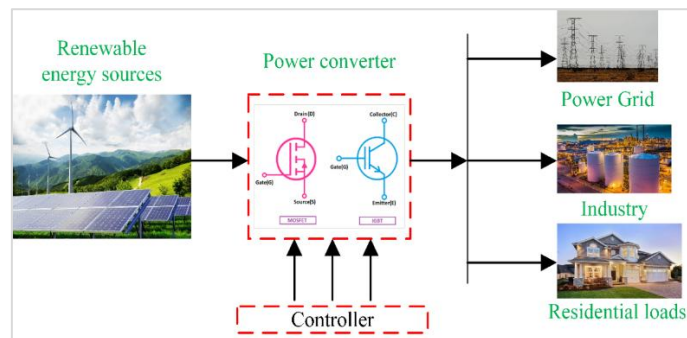 Renewable
energy sources
Power converter
Drain(D)
Gate(G)
Source(S)
MOSFET
Collector(C)
Gate(G)
Emitter(E)
IGBT
Controller
Power Grid
Industry
Residential loads